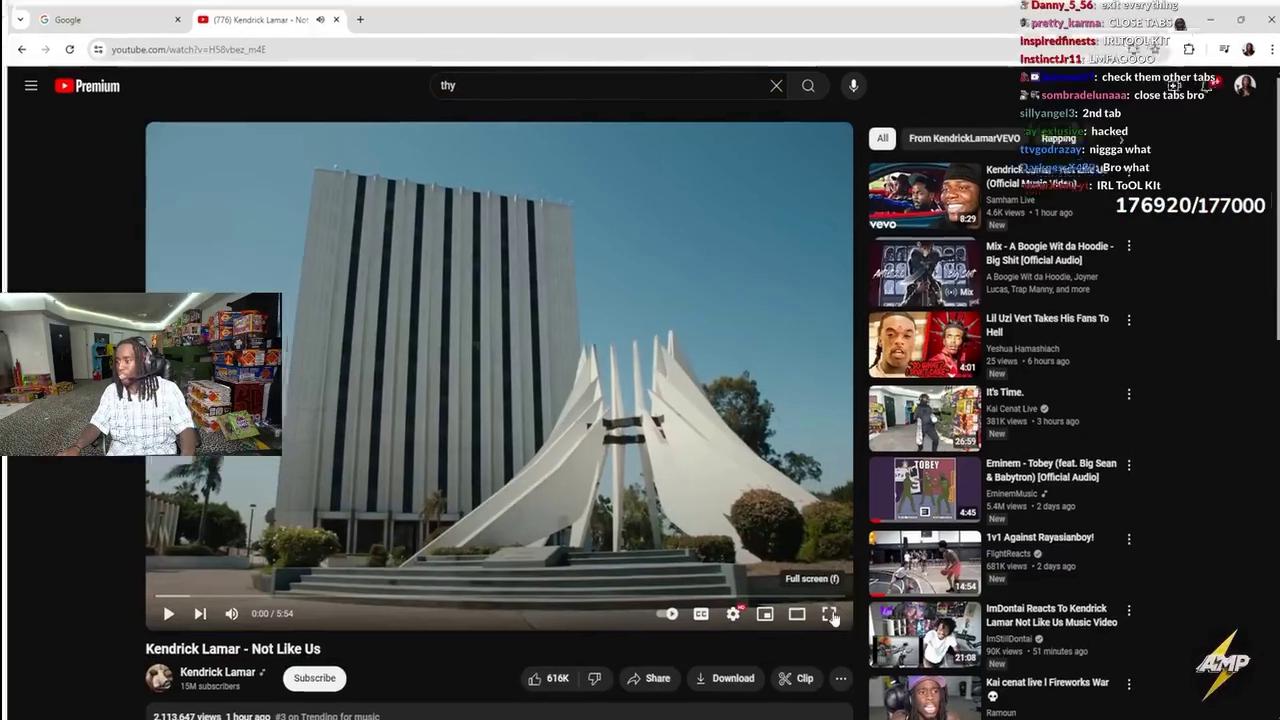 Google
(776) Kendrick Lamar - Not
youtube.com/watch?v=H58vbez_m4E
Premium
thy
Danny_5_56: exit everything
pretty_karma: CLOSE TABS
Inspiredfinests: IRLTOOL KIT
InstinctJr11: LMFAOOOO
check them other tabs
sombradelunaaa: close tabs bro
sillyangel3: 2nd tab
hacked
ttvgodrazay: niggga what
Bro what
IRL ToOL KIt
176920/177000
All
From KendrickLamarVEVO
Rapping
(Official Music Video)
Samham Live
4.6K views • 1 hour ago
New
vevo
8:29
Mix - A Boogie Wit da Hoodie -
Big Shit [Official Audio]
A Boogie Wit da Hoodie, Joyner
Lucas, Trap Manny, and more
Mix
Lil Uzi Vert Takes His Fans To
Hell
Yeshua Hamashiach
25 views • 6 hours ago
New
4:01
It's Time.
Kai Cenat Live
381K views • 3 hours ago
New
26:59
Eminem - Tobey (feat. Big Sean
& Babytron) [Official Audio]
EminemMusic
5.4M views • 2 days ago
New
TOBEY
4:45
1v1 Against Rayasianboy!
FlightReacts
681K views • 2 days ago
New
14:54
ImDontai Reacts To Kendrick
Lamar Not Like Us Music Video
ImStillDontai
90K views • 51 minutes ago
New
21:08
Kai cenat live l Fireworks War
Ramoun
Full screen (f)
0:00 / 5:54
CC
HD
Kendrick Lamar - Not Like Us
Kendrick Lamar
15M subscribers
Subscribe
616K
Share
Download
Clip
2,113,647 views 1 hour ago #3 on Trending for music
AMP